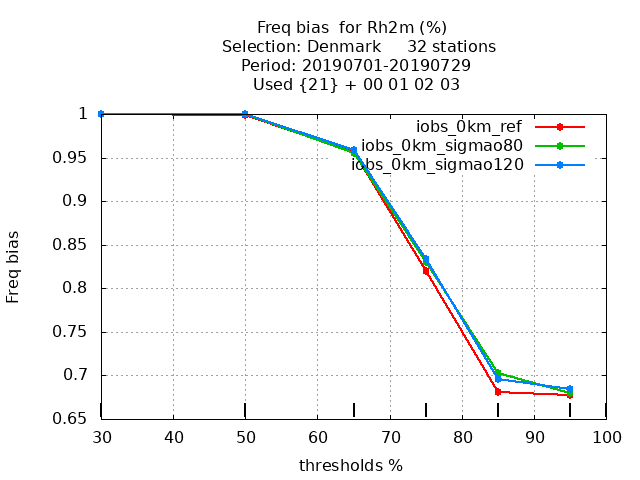 Freq bias  for Rh2m (%)
Selection: Denmark     32 stations
Period: 20190701-20190729
Used {21} + 00 01 02 03
iobs_0km_ref
iobs_0km_sigmao80
iobs_0km_sigmao120
Freq bias
1
0.95
0.9
0.85
0.8
0.75
0.7
0.65
30 40 50 60 70 80 90 100
thresholds %